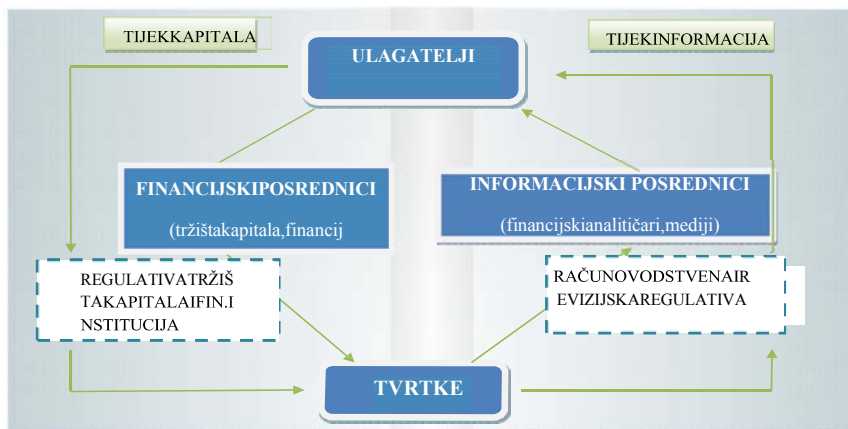 TIJEKKAPITALA
TIJEKINFORMACIJA
ULAGATELJI
FINANCIJSKIPOSREDNICI
(tržištakapitala,financij
INFORMACIJSKI POSREDNICI
(financijskianalitičari,mediji)
REGULATIVATRŽIŠ
TAKAPITALAIFIN.I
NSTITUCIJA
RAČUNOVODSTVENAIR
EVIZIJSKAREGULATIVA
TVRTKE